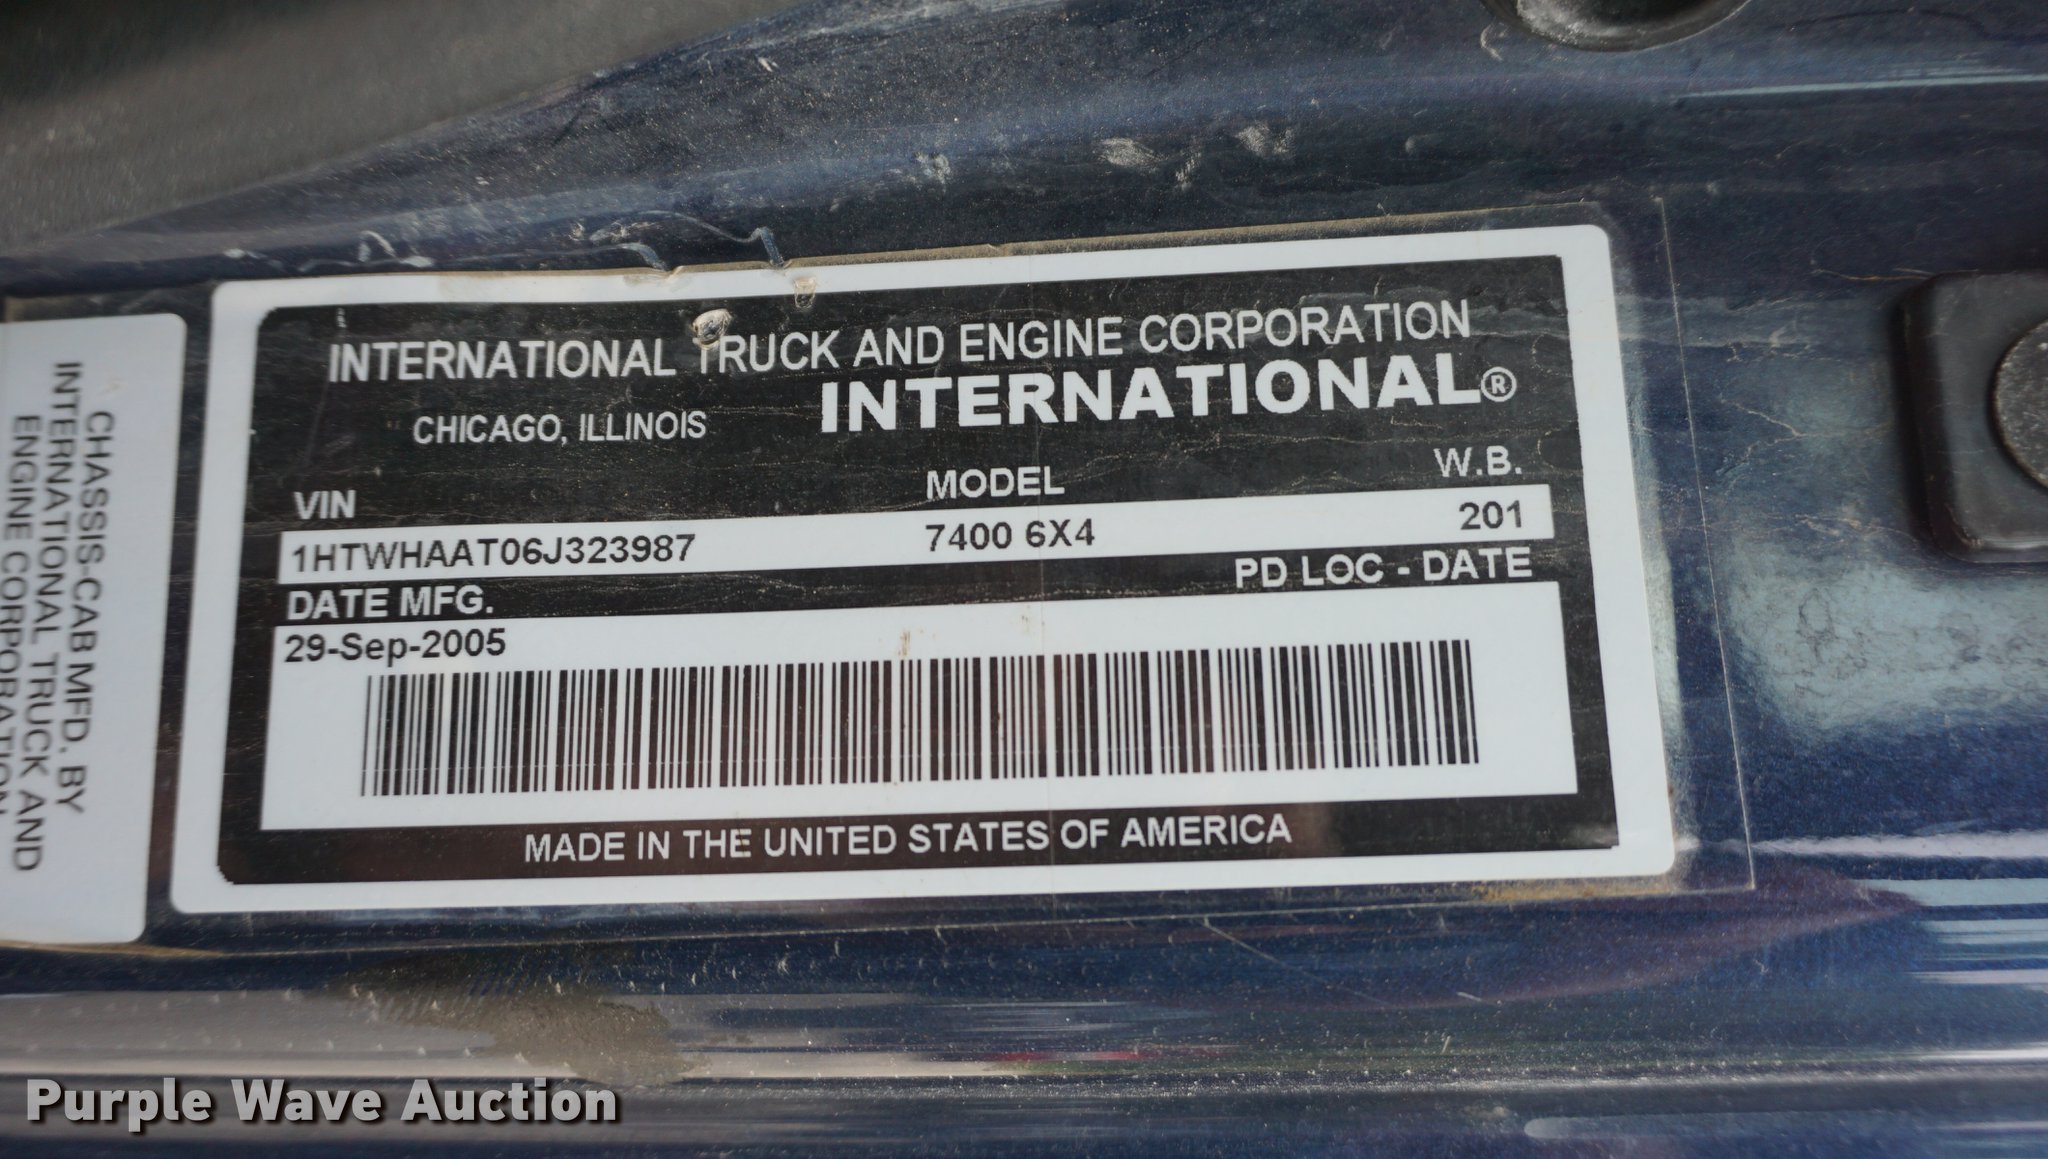 CHASSIS-CAB MFD. BY
INTERNATIONAL TRUCK AND
ENGINE CORPORATION
INTERNATIONAL TRUCK AND ENGINE CORPORATION
CHICAGO, ILLINOIS
INTERNATIONAL®
VIN MODEL W.B.
1HTWHAAT06J323987 7400 6X4 201
DATE MFG. PD LOC - DATE
29-Sep-2005
MADE IN THE UNITED STATES OF AMERICA
Purple Wave Auction